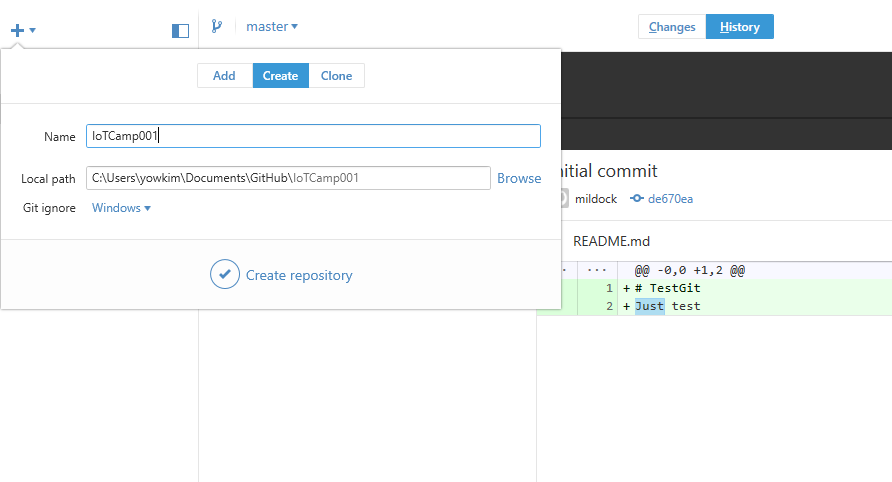 master
Changes
History
Add
Create
Clone
Name
IoTCamp001
Local path
C:\Users\yowkim\Documents\GitHub\IoTCamp001
Browse
Git ignore
Windows
Create repository
nitial commit
mildock
de670ea
README.md
··· @@ -0,0 +1,2 @@
1 + # TestGit
2 + Just test